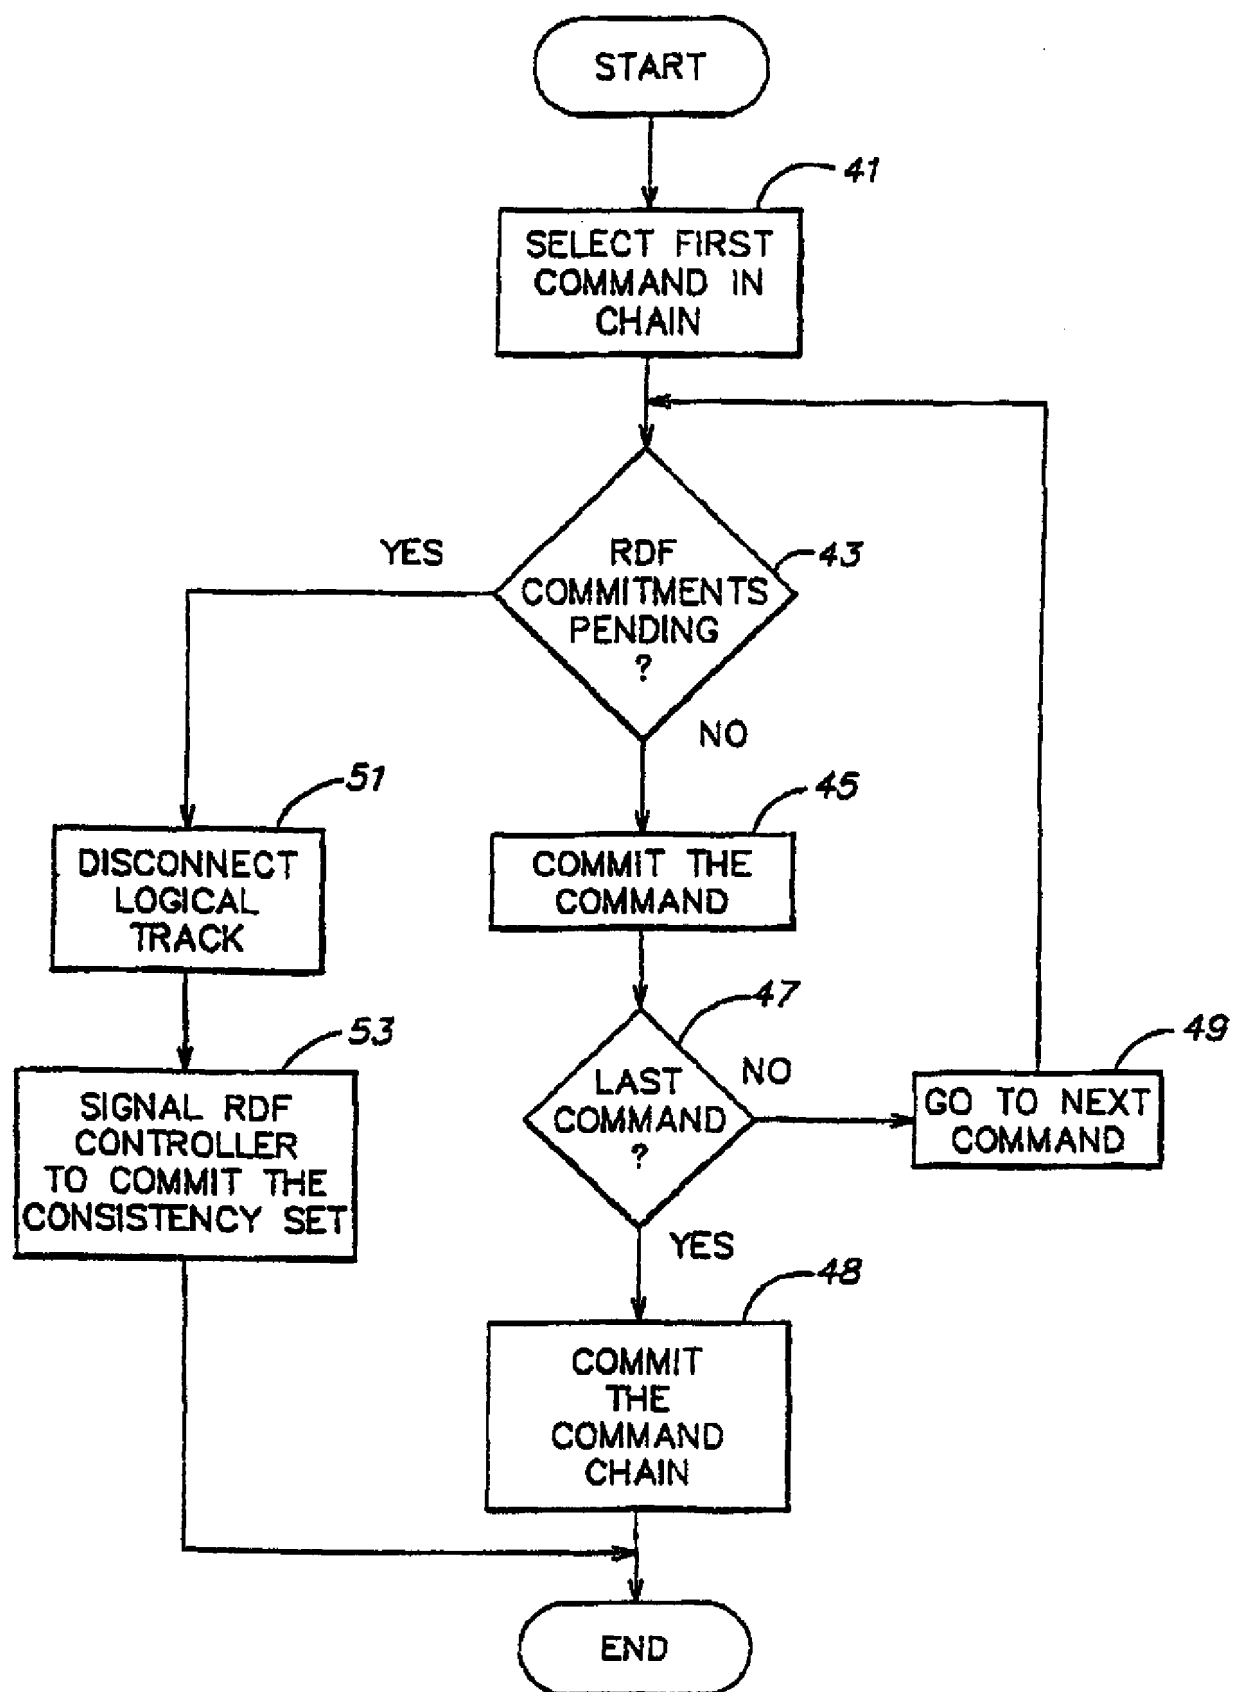 START
41
SELECT FIRST
COMMAND IN
CHAIN
YES
RDF
COMMITMENTS
PENDING
?
43
NO
51
DISCONNECT
LOGICAL
TRACK
45
COMMIT THE
COMMAND
47
LAST
COMMAND
?
NO
49
GO TO NEXT
COMMAND
53
SIGNAL RDF
CONTROLLER
TO COMMIT THE
CONSISTENCY SET
YES
48
COMMIT
THE
COMMAND
CHAIN
END